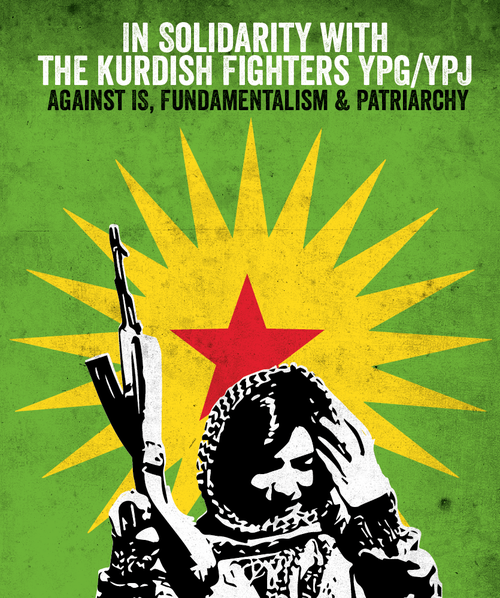 IN SOLIDARITY WITH
THE KURDISH FIGHTERS YPG/YPJ
AGAINST IS, FUNDAMENTALISM & PATRIARCHY